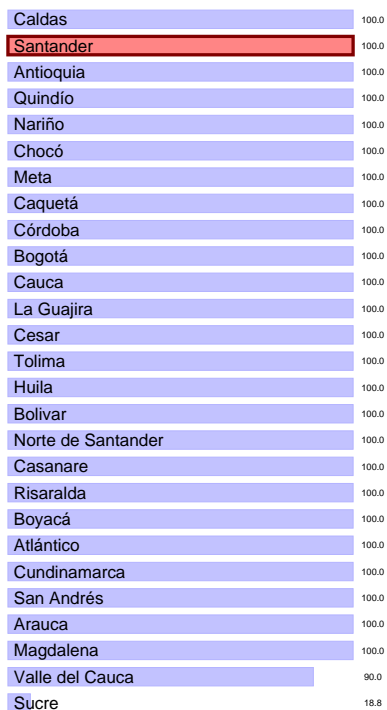 Caldas 100.0
Santander 100.0
Antioquia 100.0
Quindío 100.0
Nariño 100.0
Chocó 100.0
Meta 100.0
Caquetá 100.0
Córdoba 100.0
Bogotá 100.0
Cauca 100.0
La Guajira 100.0
Cesar 100.0
Tolima 100.0
Huila 100.0
Bolivar 100.0
Norte de Santander 100.0
Casanare 100.0
Risaralda 100.0
Boyacá 100.0
Atlántico 100.0
Cundinamarca 100.0
San Andrés 100.0
Arauca 100.0
Magdalena 100.0
Valle del Cauca 90.0
Sucre 18.8